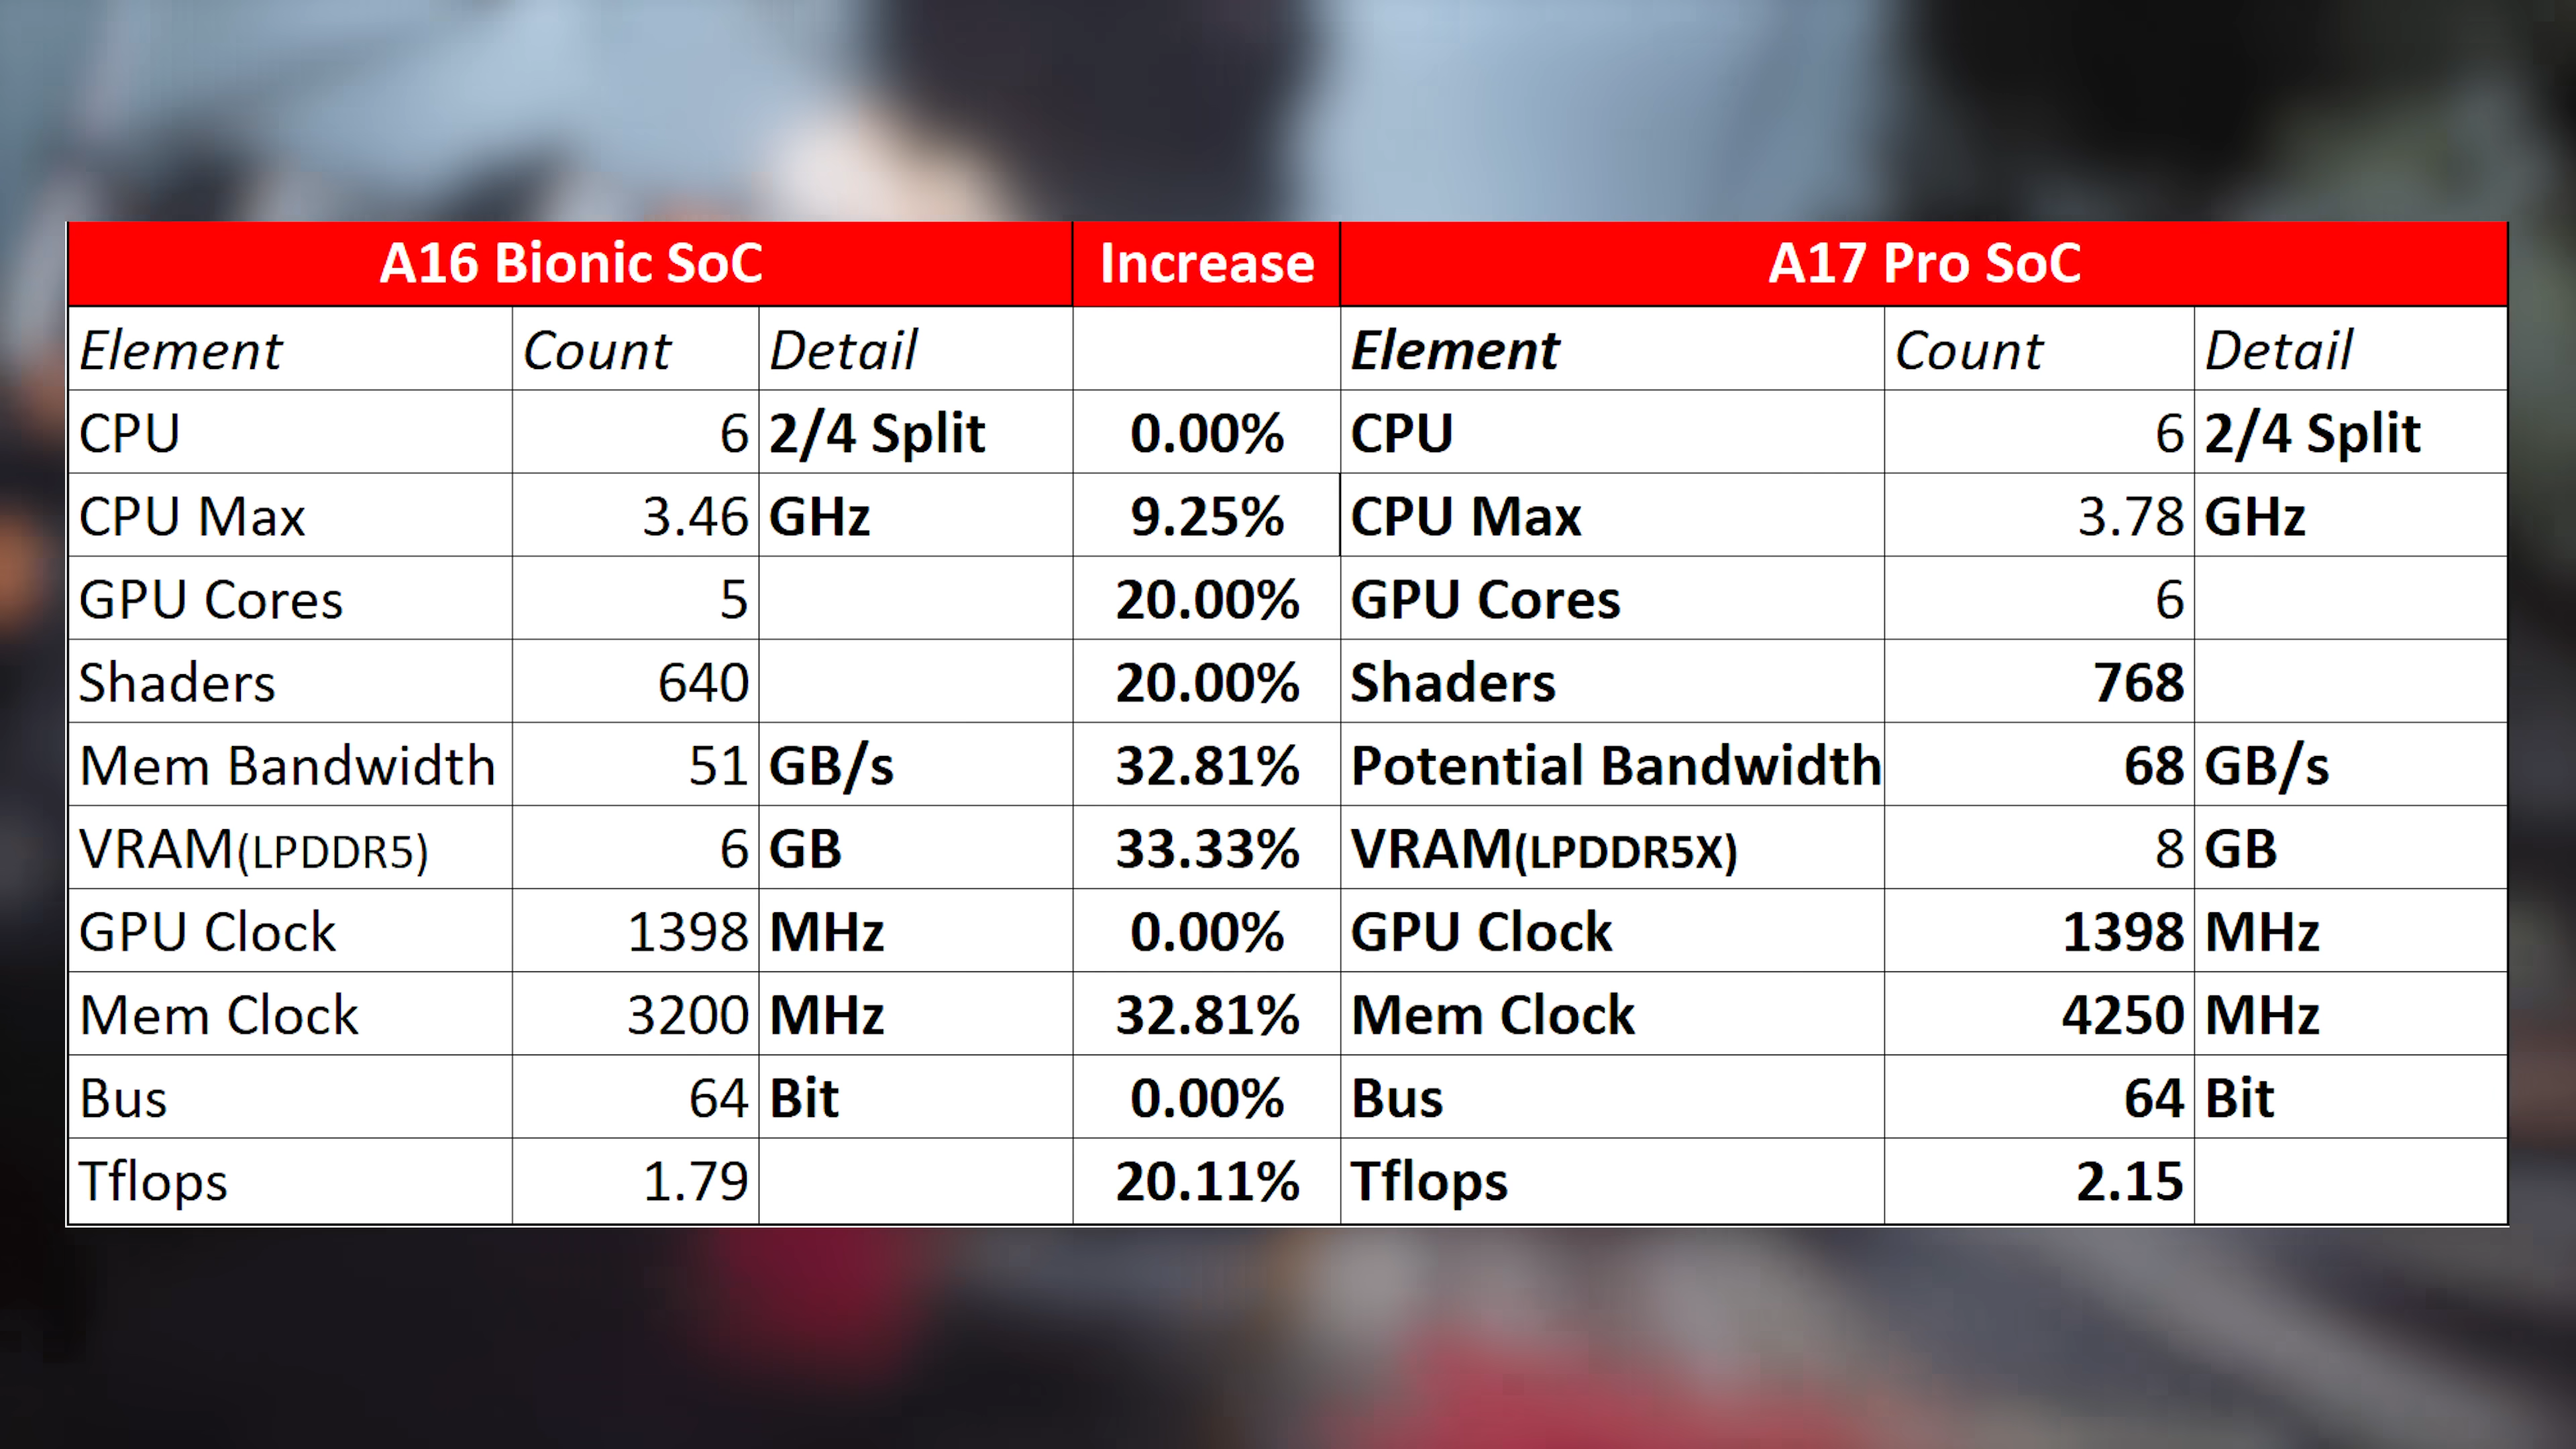 A16 Bionic SoC Increase A17 Pro SoC
Element Count Detail Element Count Detail
CPU 6 2/4 Split 0.00% CPU 6 2/4 Split
CPU Max 3.46 GHz 9.25% CPU Max 3.78 GHz
GPU Cores 5 20.00% GPU Cores 6
Shaders 640 20.00% Shaders 768
Mem Bandwidth 51 GB/s 32.81% Potential Bandwidth 68 GB/s
VRAM(LPDDR5) 6 GB 33.33% VRAM(LPDDR5X) 8 GB
GPU Clock 1398 MHz 0.00% GPU Clock 1398 MHz
Mem Clock 3200 MHz 32.81% Mem Clock 4250 MHz
Bus 64 Bit 0.00% Bus 64 Bit
Tflops 1.79 20.11% Tflops 2.15